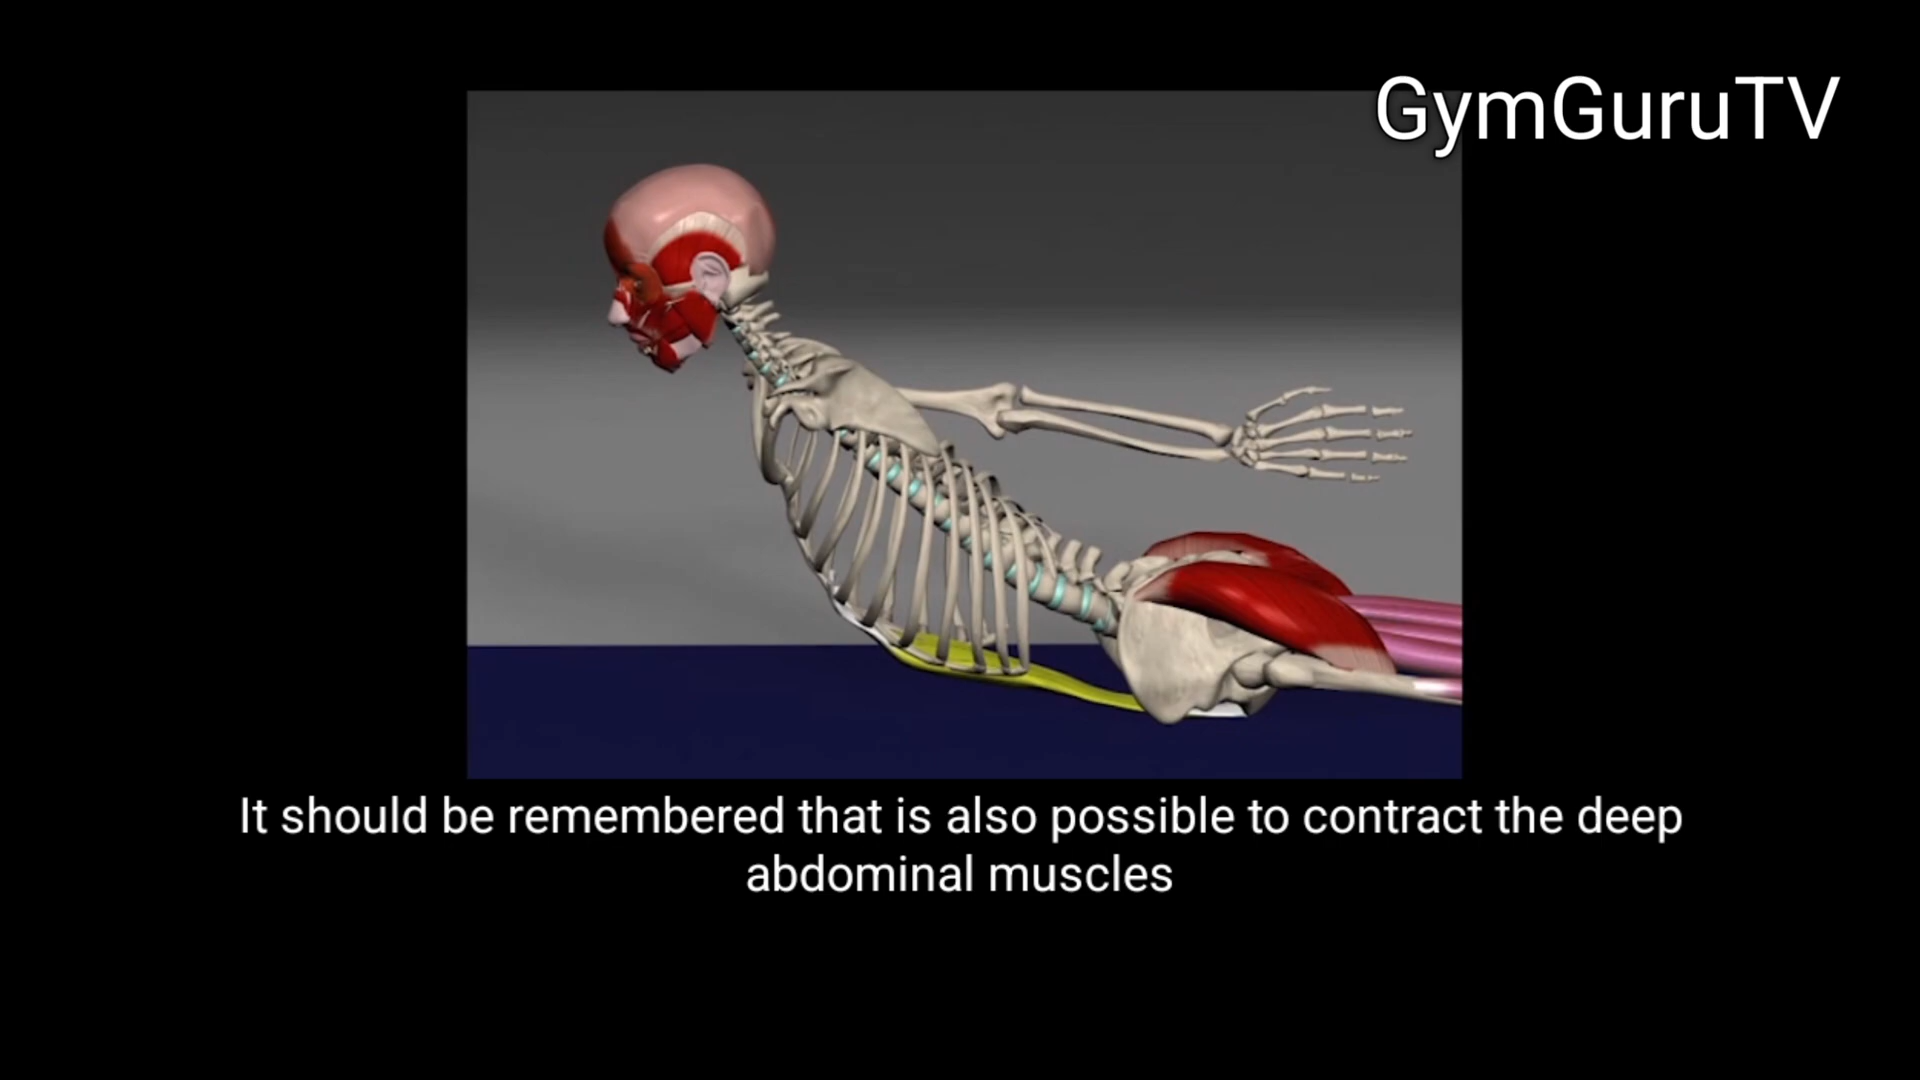 GymGuruTV
It should be remembered that is also possible to contract the deep
abdominal muscles